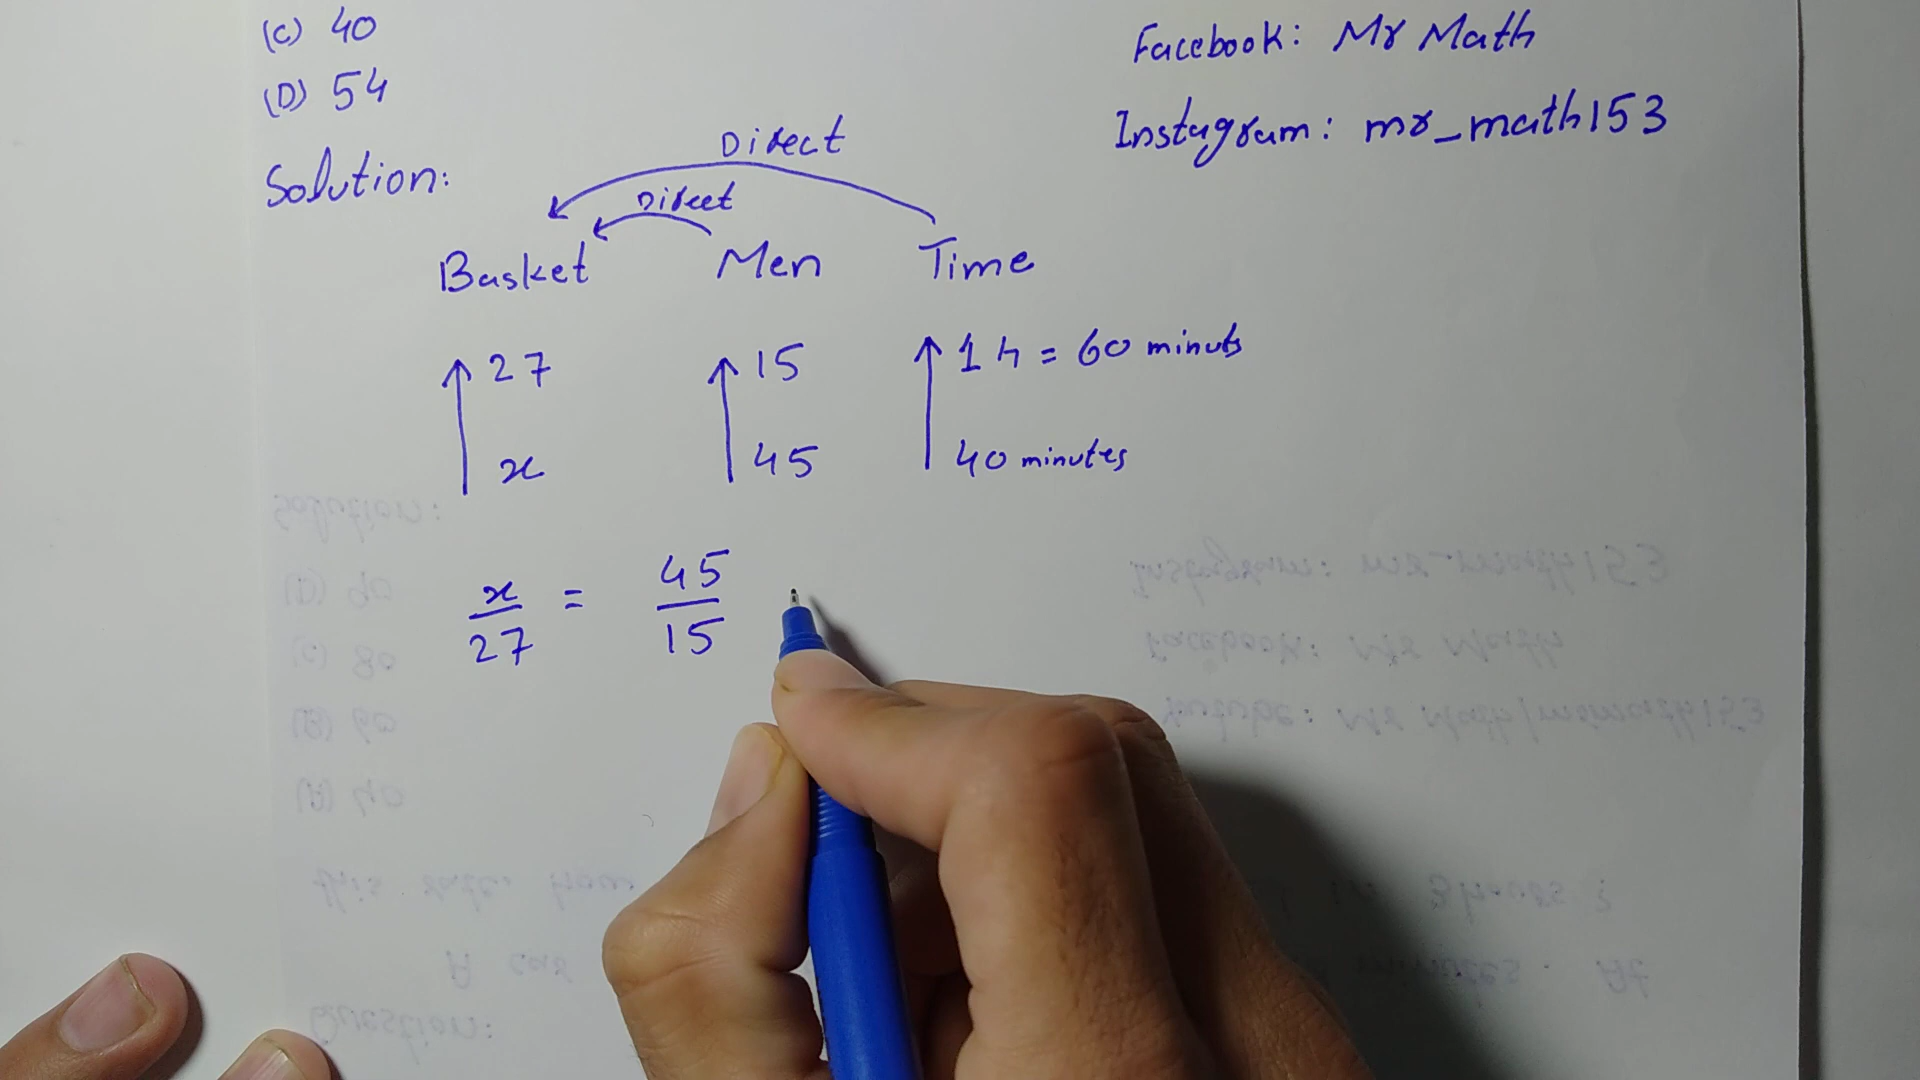 (C) 40
(D) 54
Facebook: Mr Math
Instagram: mr_math153
Solution:
Direct
Direct
Basket Men Time
27 15 1 h = 60 minuts
x 45 40 minutes
x/27 = 45/15